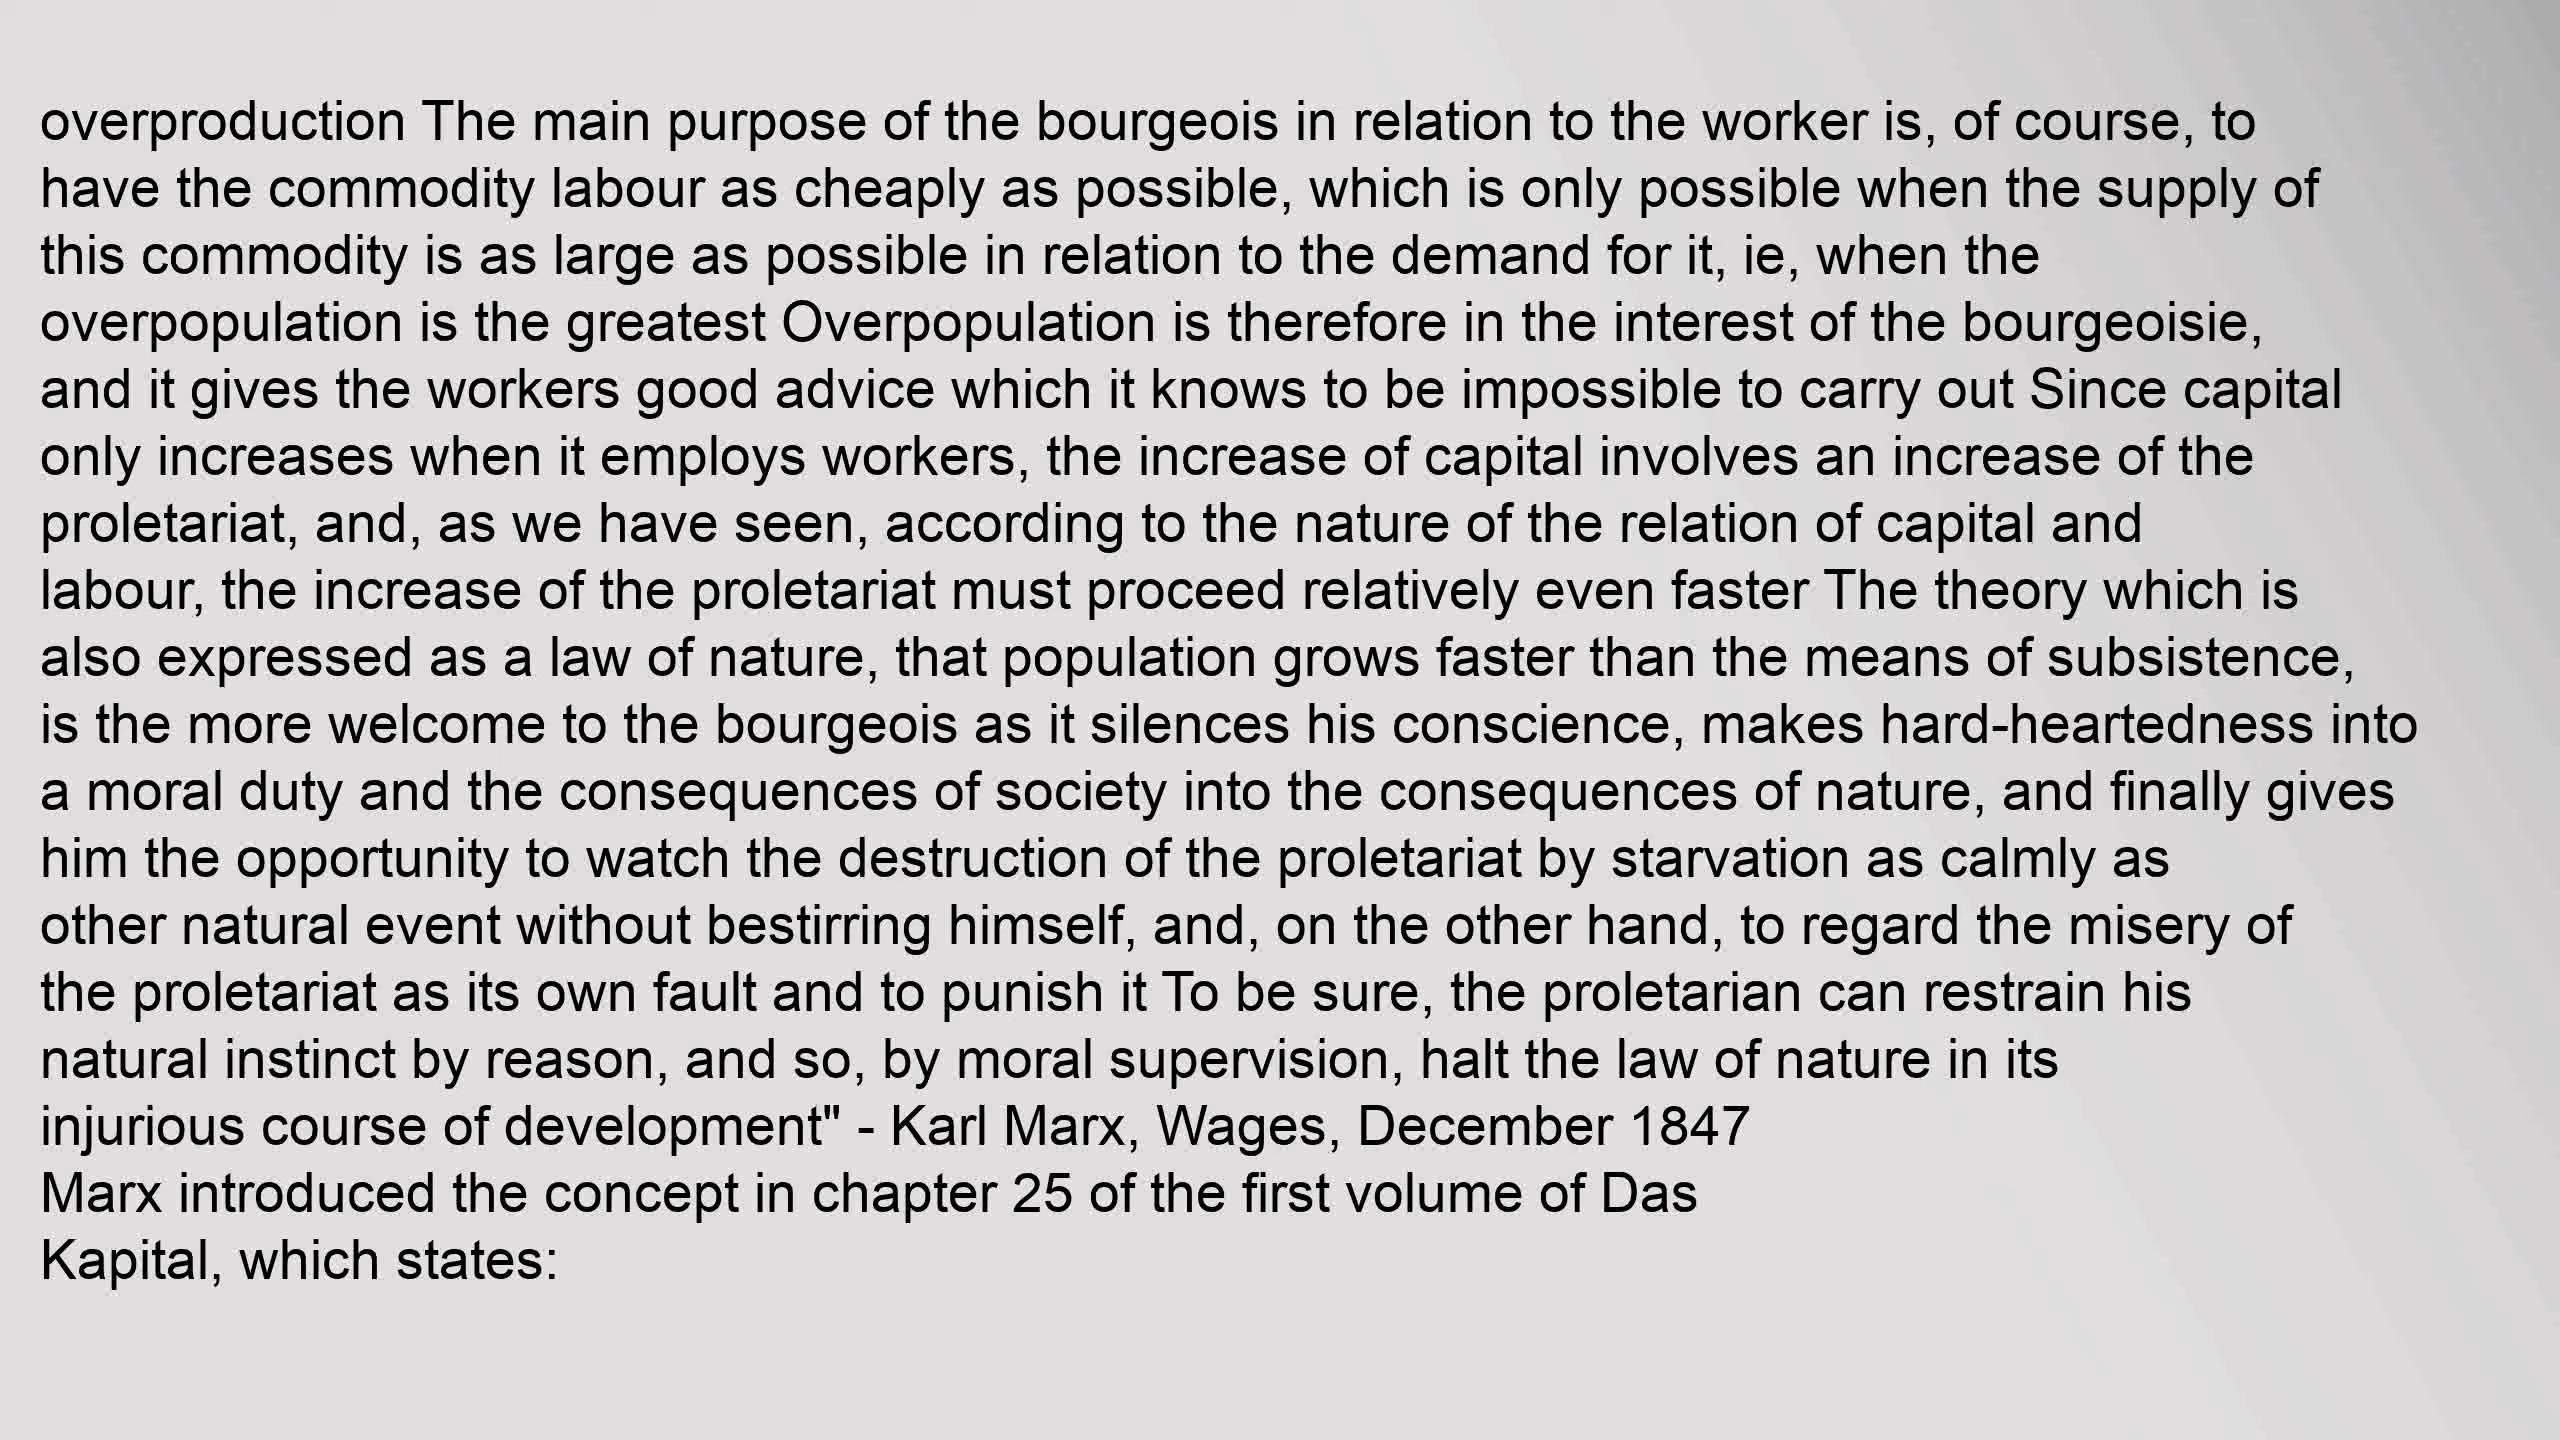 overproduction The main purpose of the bourgeois in relation to the worker is, of course, to
have the commodity labour as cheaply as possible, which is only possible when the supply of
this commodity is as large as possible in relation to the demand for it, ie, when the
overpopulation is the greatest Overpopulation is therefore in the interest of the bourgeoisie,
and it gives the workers good advice which it knows to be impossible to carry out Since capital
only increases when it employs workers, the increase of capital involves an increase of the
proletariat, and, as we have seen, according to the nature of the relation of capital and
labour, the increase of the proletariat must proceed relatively even faster The theory which is
also expressed as a law of nature, that population grows faster than the means of subsistence,
is the more welcome to the bourgeois as it silences his conscience, makes hard-heartedness into
a moral duty and the consequences of society into the consequences of nature, and finally gives
him the opportunity to watch the destruction of the proletariat by starvation as calmly as
other natural event without bestirring himself, and, on the other hand, to regard the misery of
the proletariat as its own fault and to punish it To be sure, the proletarian can restrain his
natural instinct by reason, and so, by moral supervision, halt the law of nature in its
injurious course of development" - Karl Marx, Wages, December 1847
Marx introduced the concept in chapter 25 of the first volume of Das
Kapital, which states: